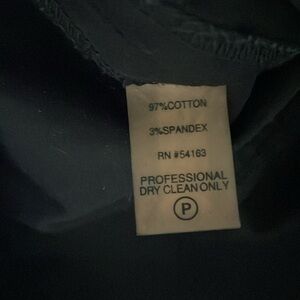 97%COTTON
3%SPANDEX
RN #54163
PROFESSIONAL
DRY CLEAN ONLY
P